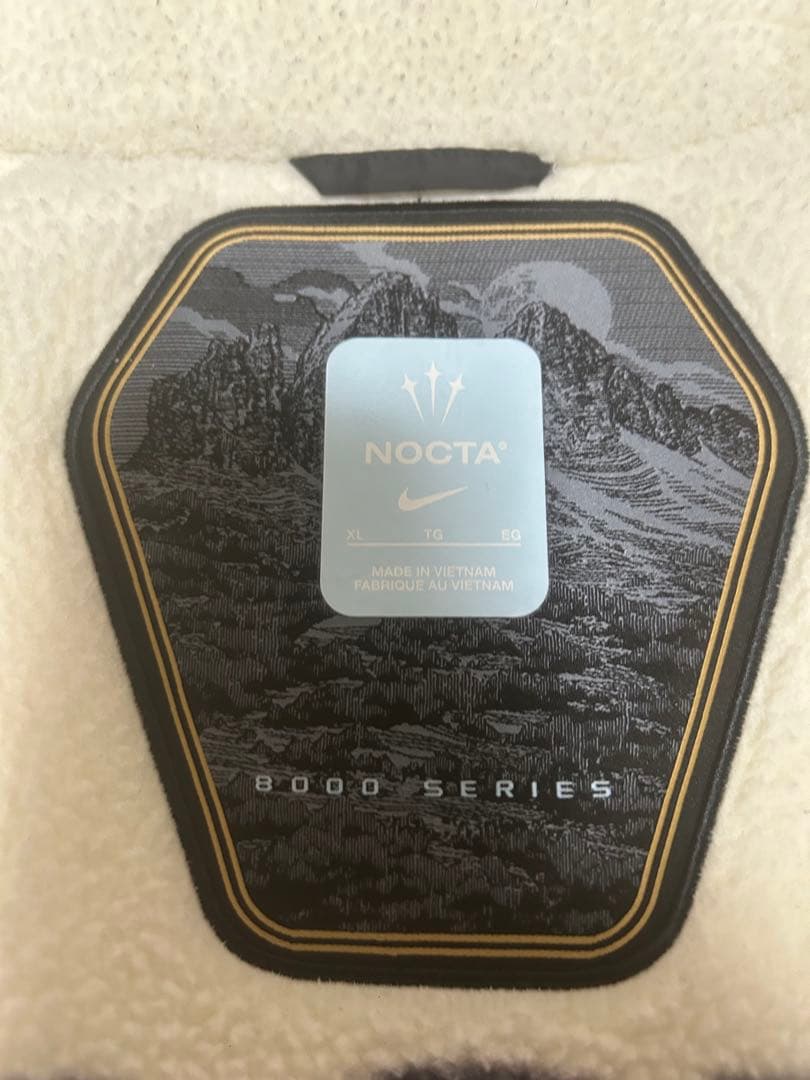 NOCTA®
XL TG EG
MADE IN VIETNAM
FABRIQUE AU VIETNAM
8000 SERIES